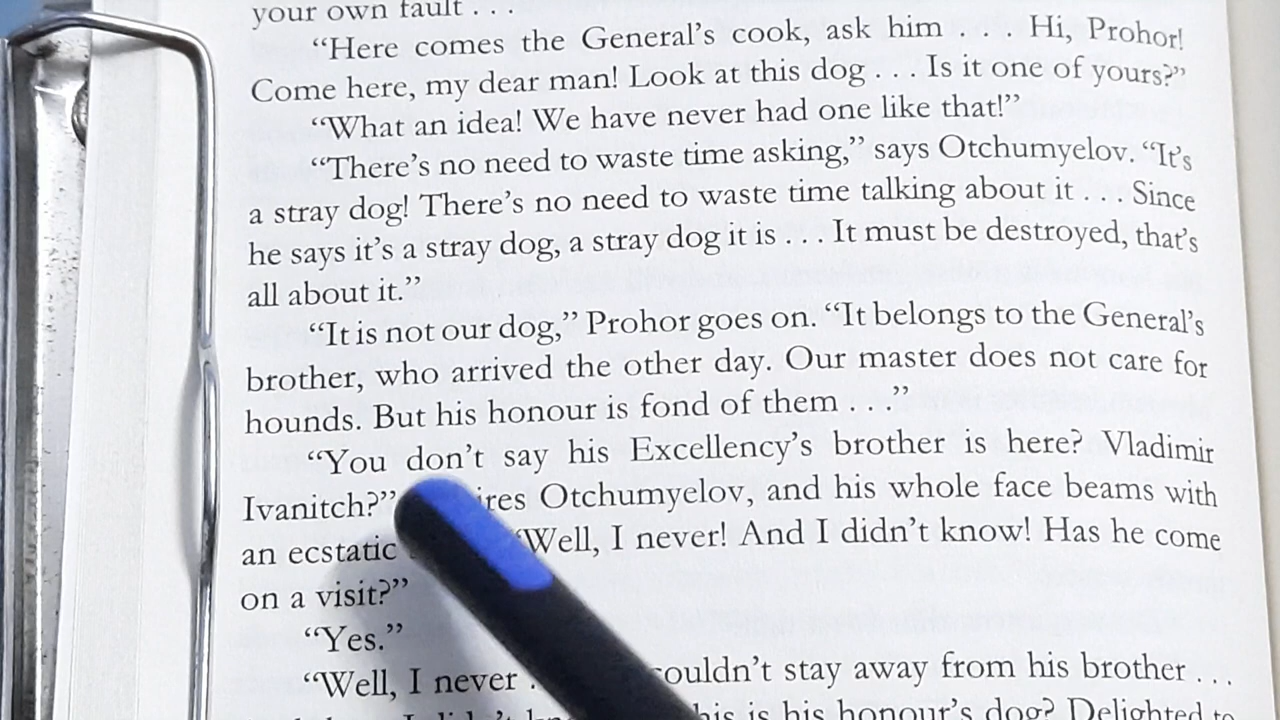 your own fault . . .
“Here comes the General’s cook, ask him . . . Hi, Prohor!
Come here, my dear man! Look at this dog . . . Is it one of yours?”
“What an idea! We have never had one like that!”
“There’s no need to waste time asking,” says Otchumyelov. “It’s
a stray dog! There’s no need to waste time talking about it . . . Since
he says it’s a stray dog, a stray dog it is . . . It must be destroyed, that’s
all about it.”
“It is not our dog,” Prohor goes on. “It belongs to the General’s
brother, who arrived the other day. Our master does not care for
hounds. But his honour is fond of them . . .”
“You don’t say his Excellency’s brother is here? Vladimir
Ivanitch?” Otchumyelov, and his whole face beams with
an ecstatic “Well, I never! And I didn’t know! Has he come
on a visit?”
“Yes.”
“Well, I never . stay away from his brother . . .
is his honour’s dog? Delighted to